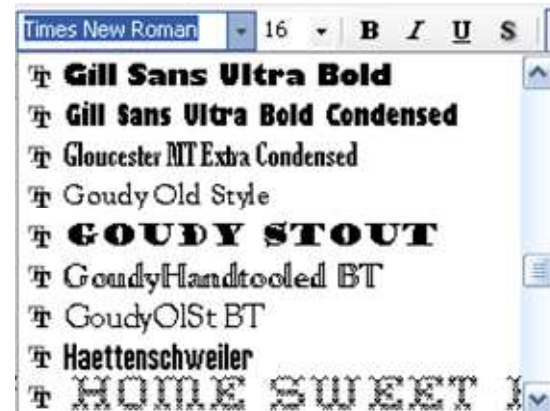 Times New Roman 16 B I U S
Gill Sans Ultra Bold
Gill Sans Ultra Bold Condensed
Gloucester MT Extra Condensed
Goudy Old Style
GOUDY STOUT
GoudyHandtooled BT
GoudyOlSt BT
Haettenschweiler
HOME SWEET